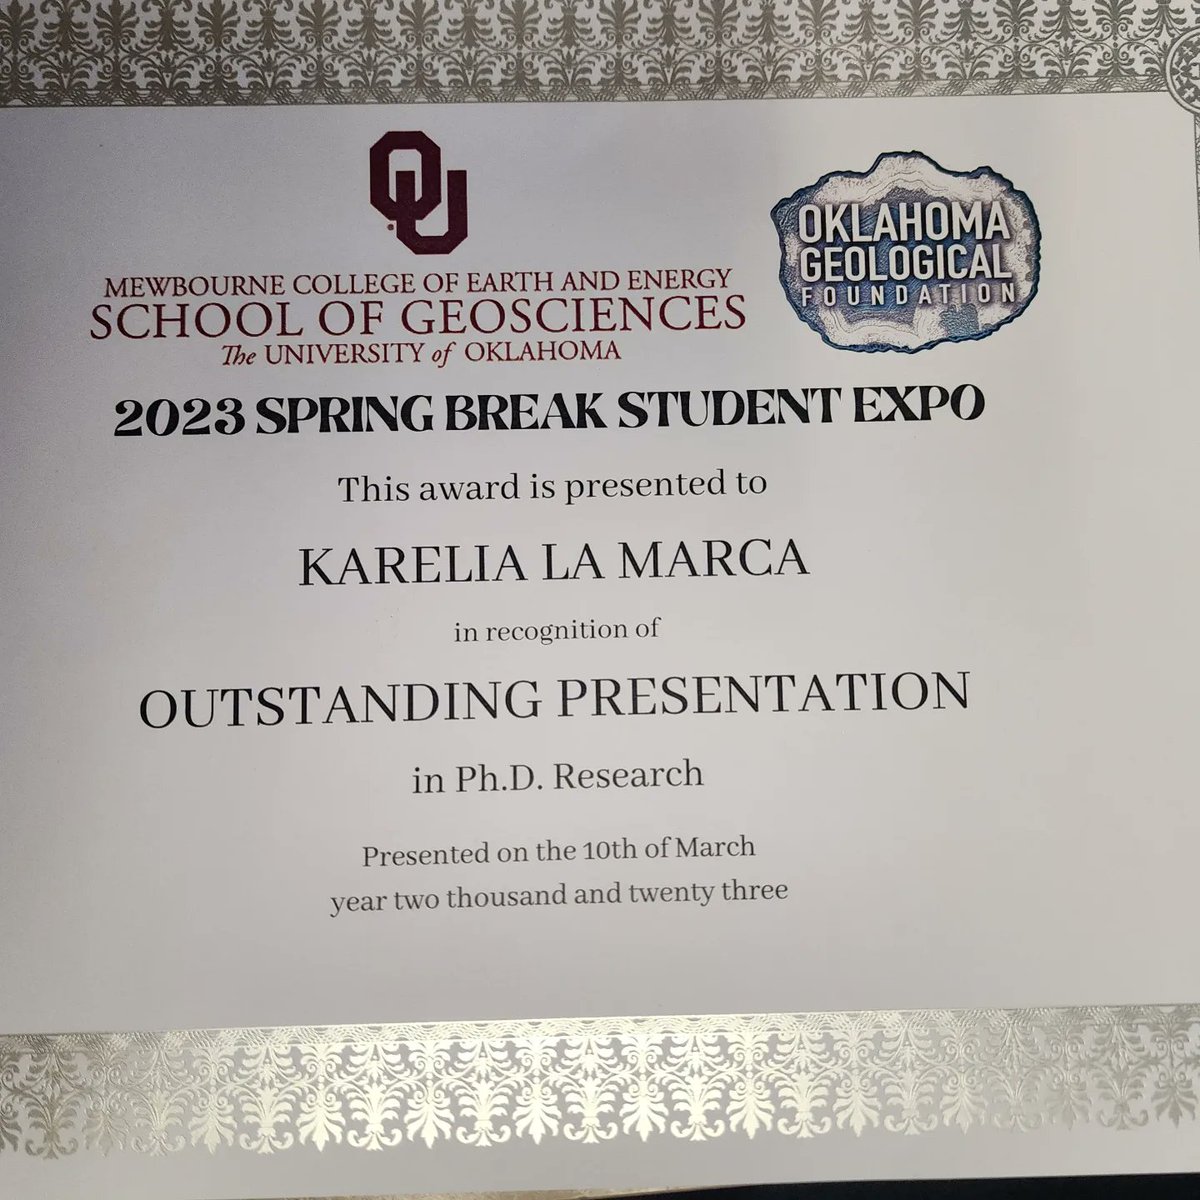 OU
MEWBOURNE COLLEGE OF EARTH AND ENERGY
SCHOOL OF GEOSCIENCES
The UNIVERSITY of OKLAHOMA
OKLAHOMA
GEOLOGICAL
FOUNDATION
2023 SPRING BREAK STUDENT EXPO
This award is presented to
KARELIA LA MARCA
in recognition of
OUTSTANDING PRESENTATION
in Ph.D. Research
Presented on the 10th of March
year two thousand and twenty three